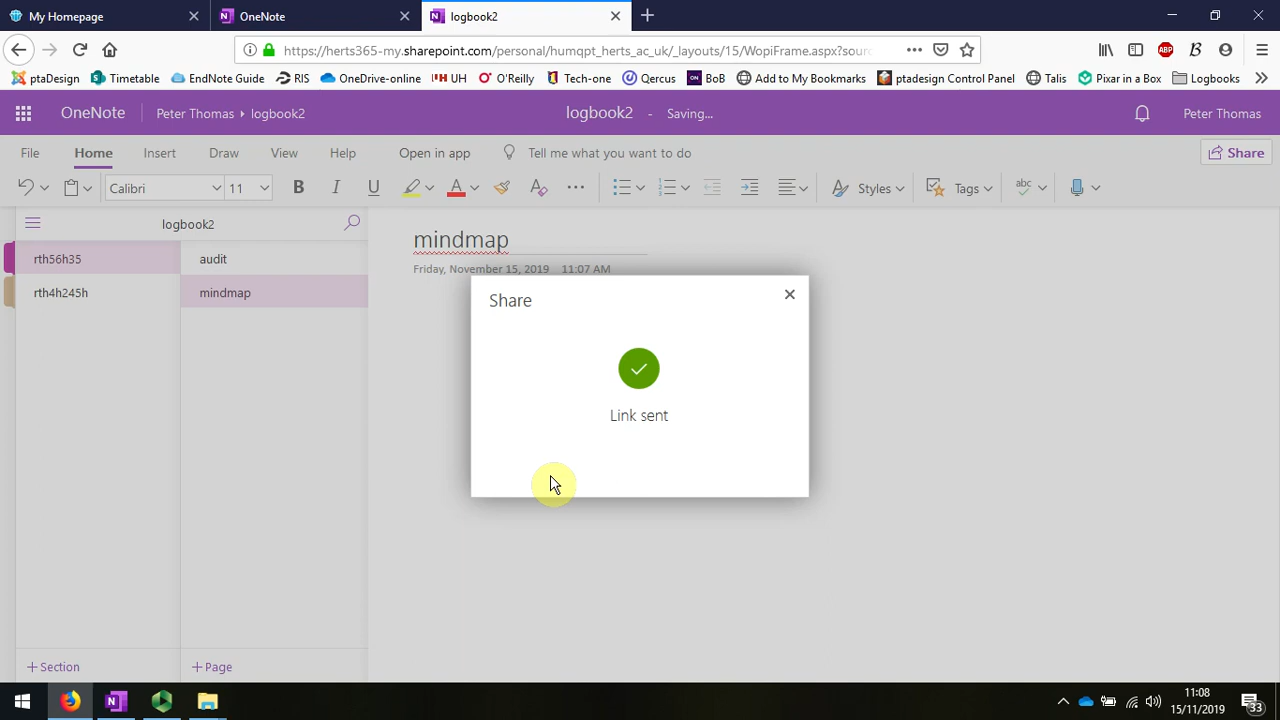 My Homepage
OneNote
logbook2
https://herts365-my.sharepoint.com/personal/humqpt_herts_ac_uk/_layouts/15/WopiFrame.aspx?sourc
ABP
B
ptaDesign
Timetable
EndNote Guide
RIS
OneDrive-online
UH
O'Reilly
Tech-one
Qercus
BoB
Add to My Bookmarks
ptadesign Control Panel
Talis
Pixar in a Box
Logbooks
OneNote
Peter Thomas
logbook2
logbook2 - Saving...
Peter Thomas
File
Home
Insert
Draw
View
Help
Open in app
Tell me what you want to do
Share
Calibri
11
B
I
U
A
Styles
Tags
abc
logbook2
mindmap
rth56h35
audit
Friday, November 15, 2019 11:07 AM
rth4h245h
mindmap
Share
Link sent
+ Section
+ Page
11:08
15/11/2019
33